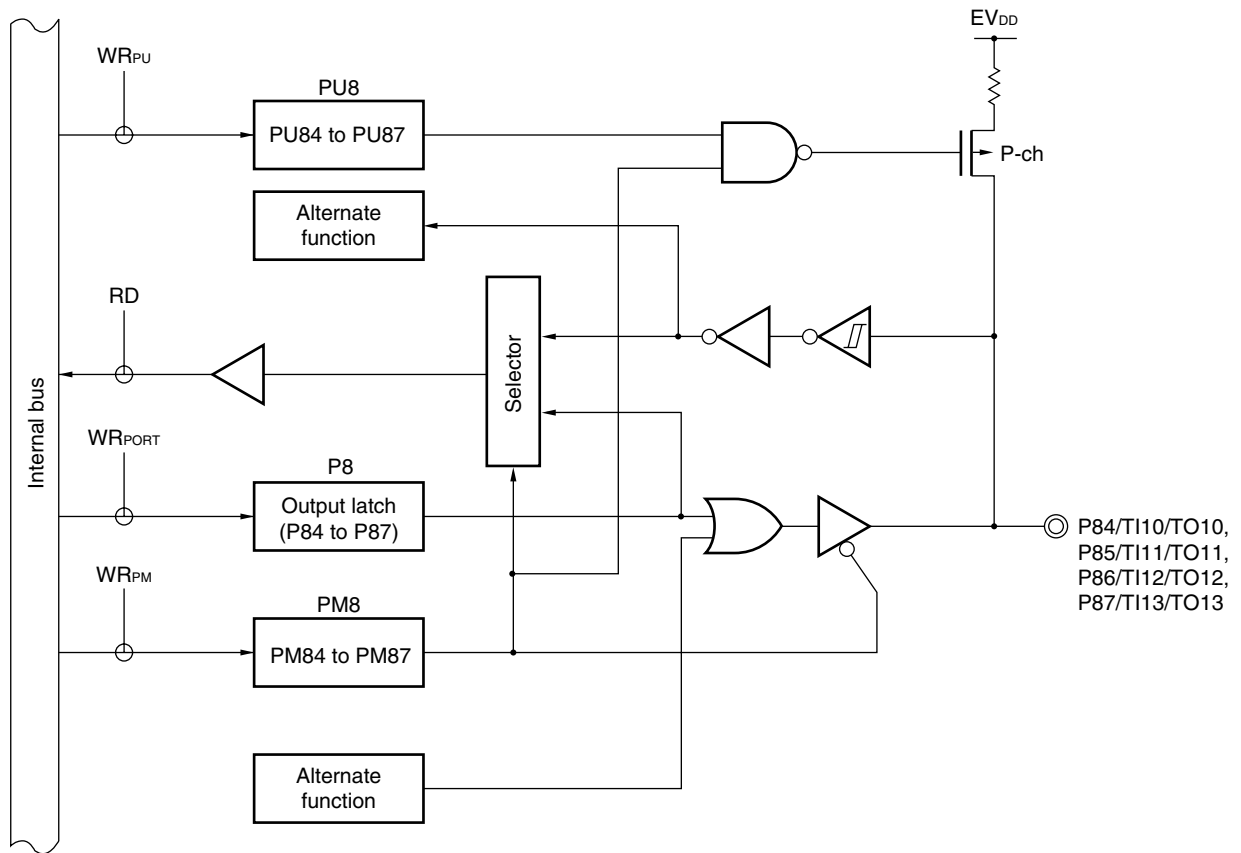 EVDD
WRPU
PU8
PU84 to PU87
P-ch
Alternate
function
RD
Selector
Internal bus
WRPORT
P8
Output latch
(P84 to P87)
P84/TI10/TO10,
P85/TI11/TO11,
P86/TI12/TO12,
P87/TI13/TO13
WRPM
PM8
PM84 to PM87
Alternate
function